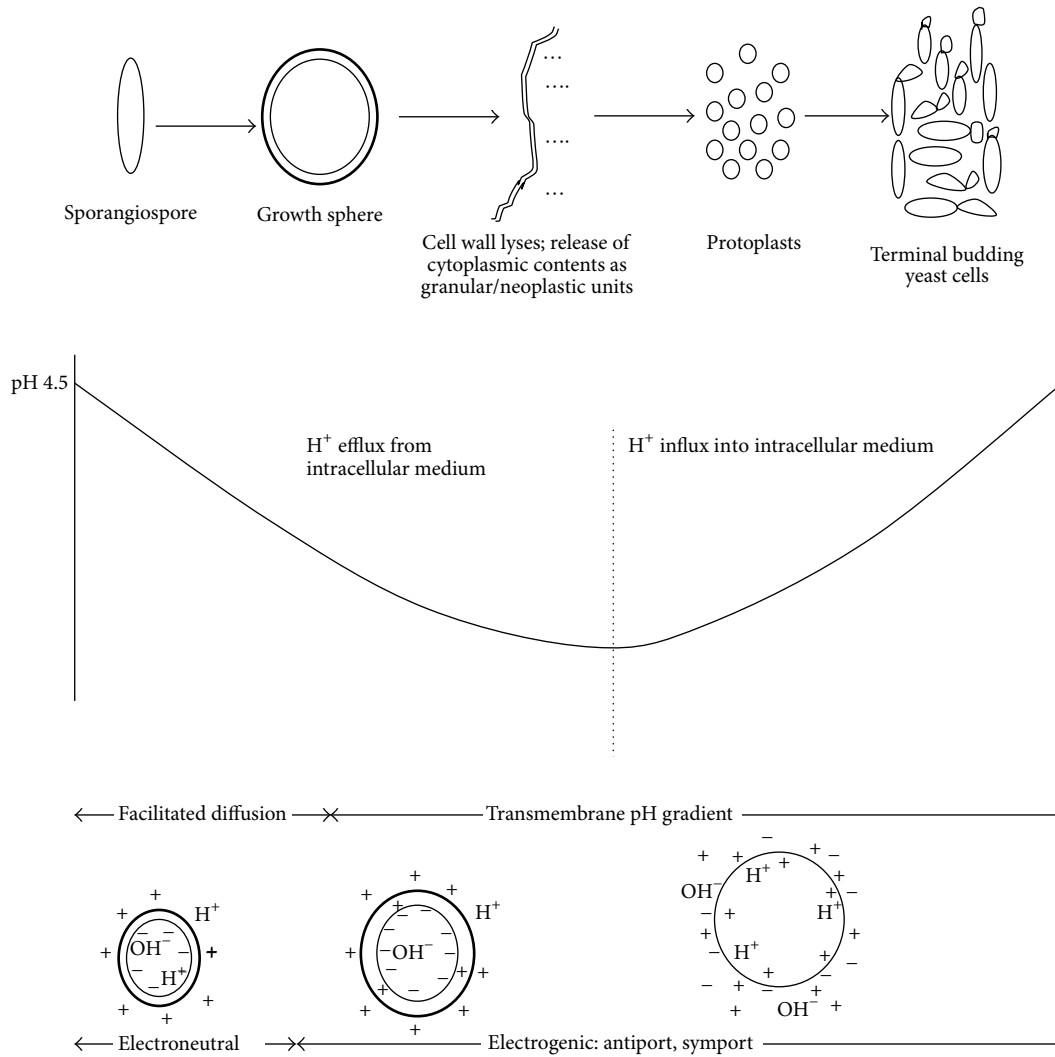 Sporangiospore
Growth sphere
Cell wall lyses; release of
cytoplasmic contents as
granular/neoplastic units
Protoplasts
Terminal budding
yeast cells
pH 4.5
H⁺ efflux from
intracellular medium
H⁺ influx into intracellular medium
Facilitated diffusion
Transmembrane pH gradient
H⁺
OH⁻
H⁺
H⁺
OH⁻
H⁺
OH⁻
H⁺
H⁺
OH⁻
Electroneutral
Electrogenic: antiport, symport